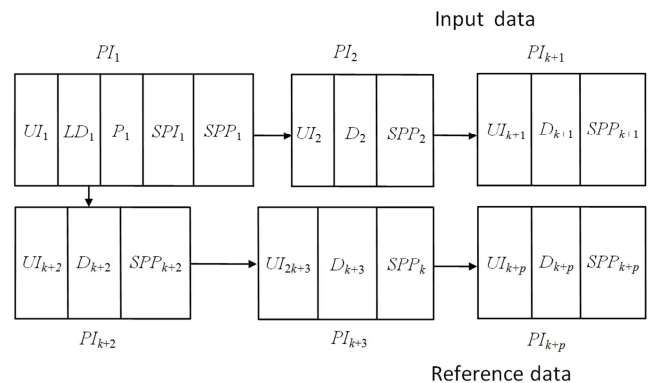 Input data
PI₁ PI₂ PIₖ₊₁
UI₁ LD₁ P₁ SPI₁ SPP₁ UI₂ D₂ SPP₂ UIₖ₊₁ Dₖ₊₁ SPPₖ₊₁
UIₖ₊₂ Dₖ₊₂ SPPₖ₊₂ UI₂ₖ₊₃ Dₖ₊₃ SPPₖ UIₖ₊ₚ Dₖ₊ₚ SPPₖ₊ₚ
PIₖ₊₂ PIₖ₊₃ PIₖ₊ₚ
Reference data